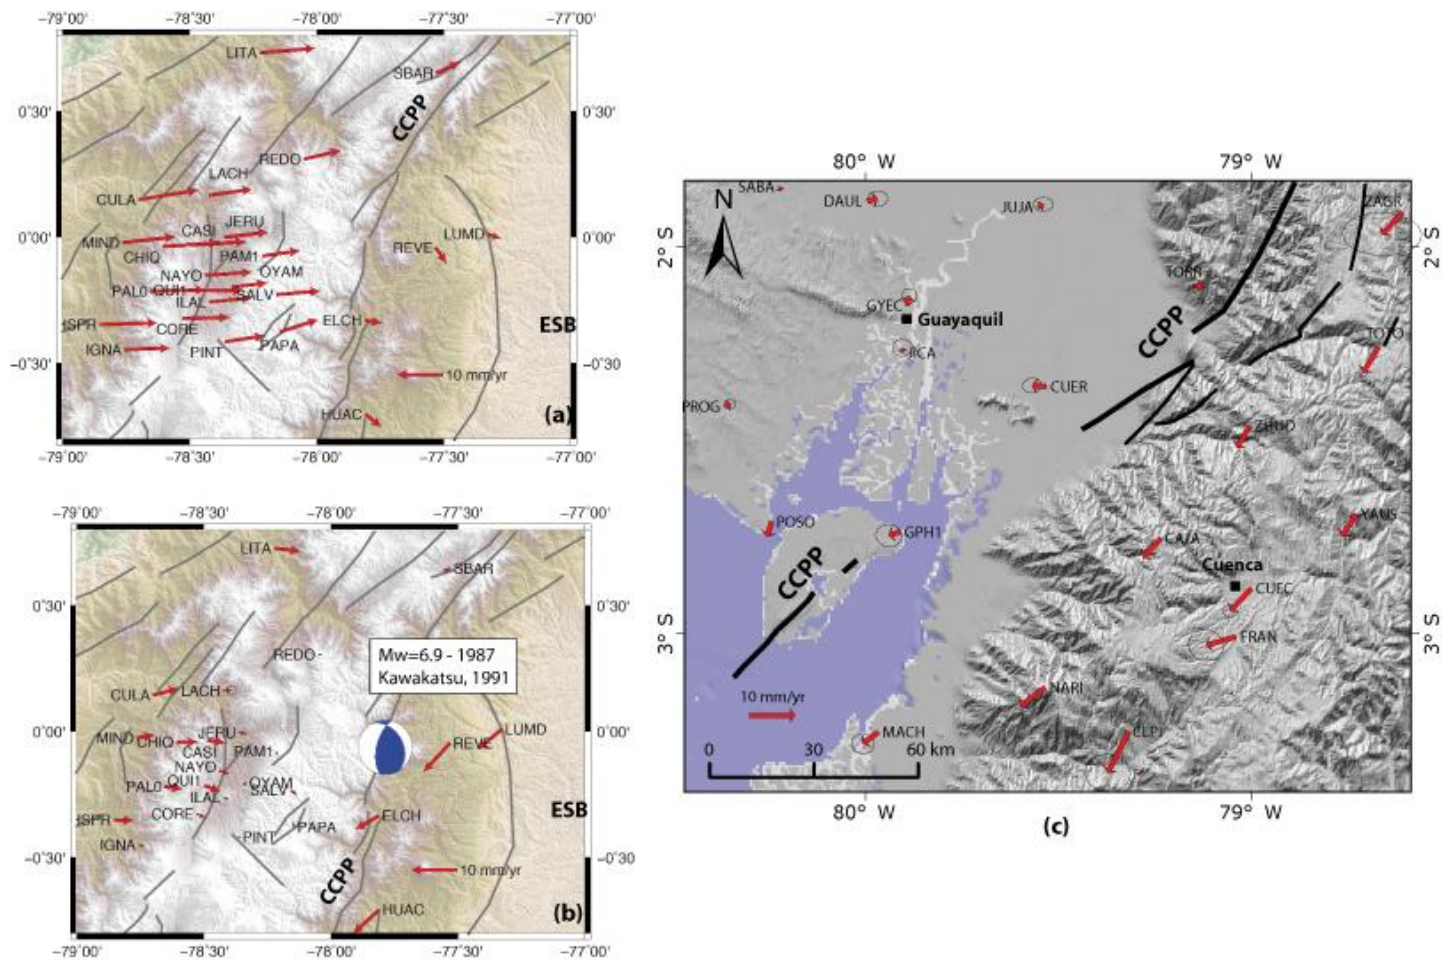 −79°00'
−78°30'
−78°00'
−77°30'
−77°00'
LITA
SBAR
0°30'
CCPP
0°30'
REDO
LACH
CULA
JERU
CASI
LUMD
0°00'
MIND
0°00'
REVE
CHIQ
PAM1
NAYO
OYAM
PAL0
QUI1
SALV
ILAL
ISPR
CORE
ELCH
ESB
IGNA
PINT
PAPA
−0°30'
−0°30'
10 mm/yr
HUAC
(a)
−79°00'
−78°30'
−78°00'
−77°30'
−77°00'
−79°00'
−78°30'
−78°00'
−77°30'
−77°00'
LITA
SBAR
0°30'
0°30'
REDO
Mw=6.9 - 1987
Kawakatsu, 1991
CULA
LACH
0°00'
MIND
CHIQ
JERU
LUMD
0°00'
CASI
PAM1
REVE
NAYO
PAL0
QUI1
OYAM
SALV
ILAL
ISPR
CORE
ELCH
ESB
PINT
PAPA
IGNA
−0°30'
−0°30'
CCPP
10 mm/yr
HUAC
(b)
−79°00'
−78°30'
−78°00'
−77°30'
−77°00'
80° W
79° W
SABA
N
DAUL
JUJA
ZAGR
2°S
2°S
TORR
GYEC
Guayaquil
CCPP
TOTO
CUER
PROG
ZHUD
POSO
GPH1
YAUS
CAJA
CCPP
Cuenca
CUEC
FRAN
3°S
3°S
NARI
10 mm/yr
MACH
0
30
60 km
80° W
79° W
(c)